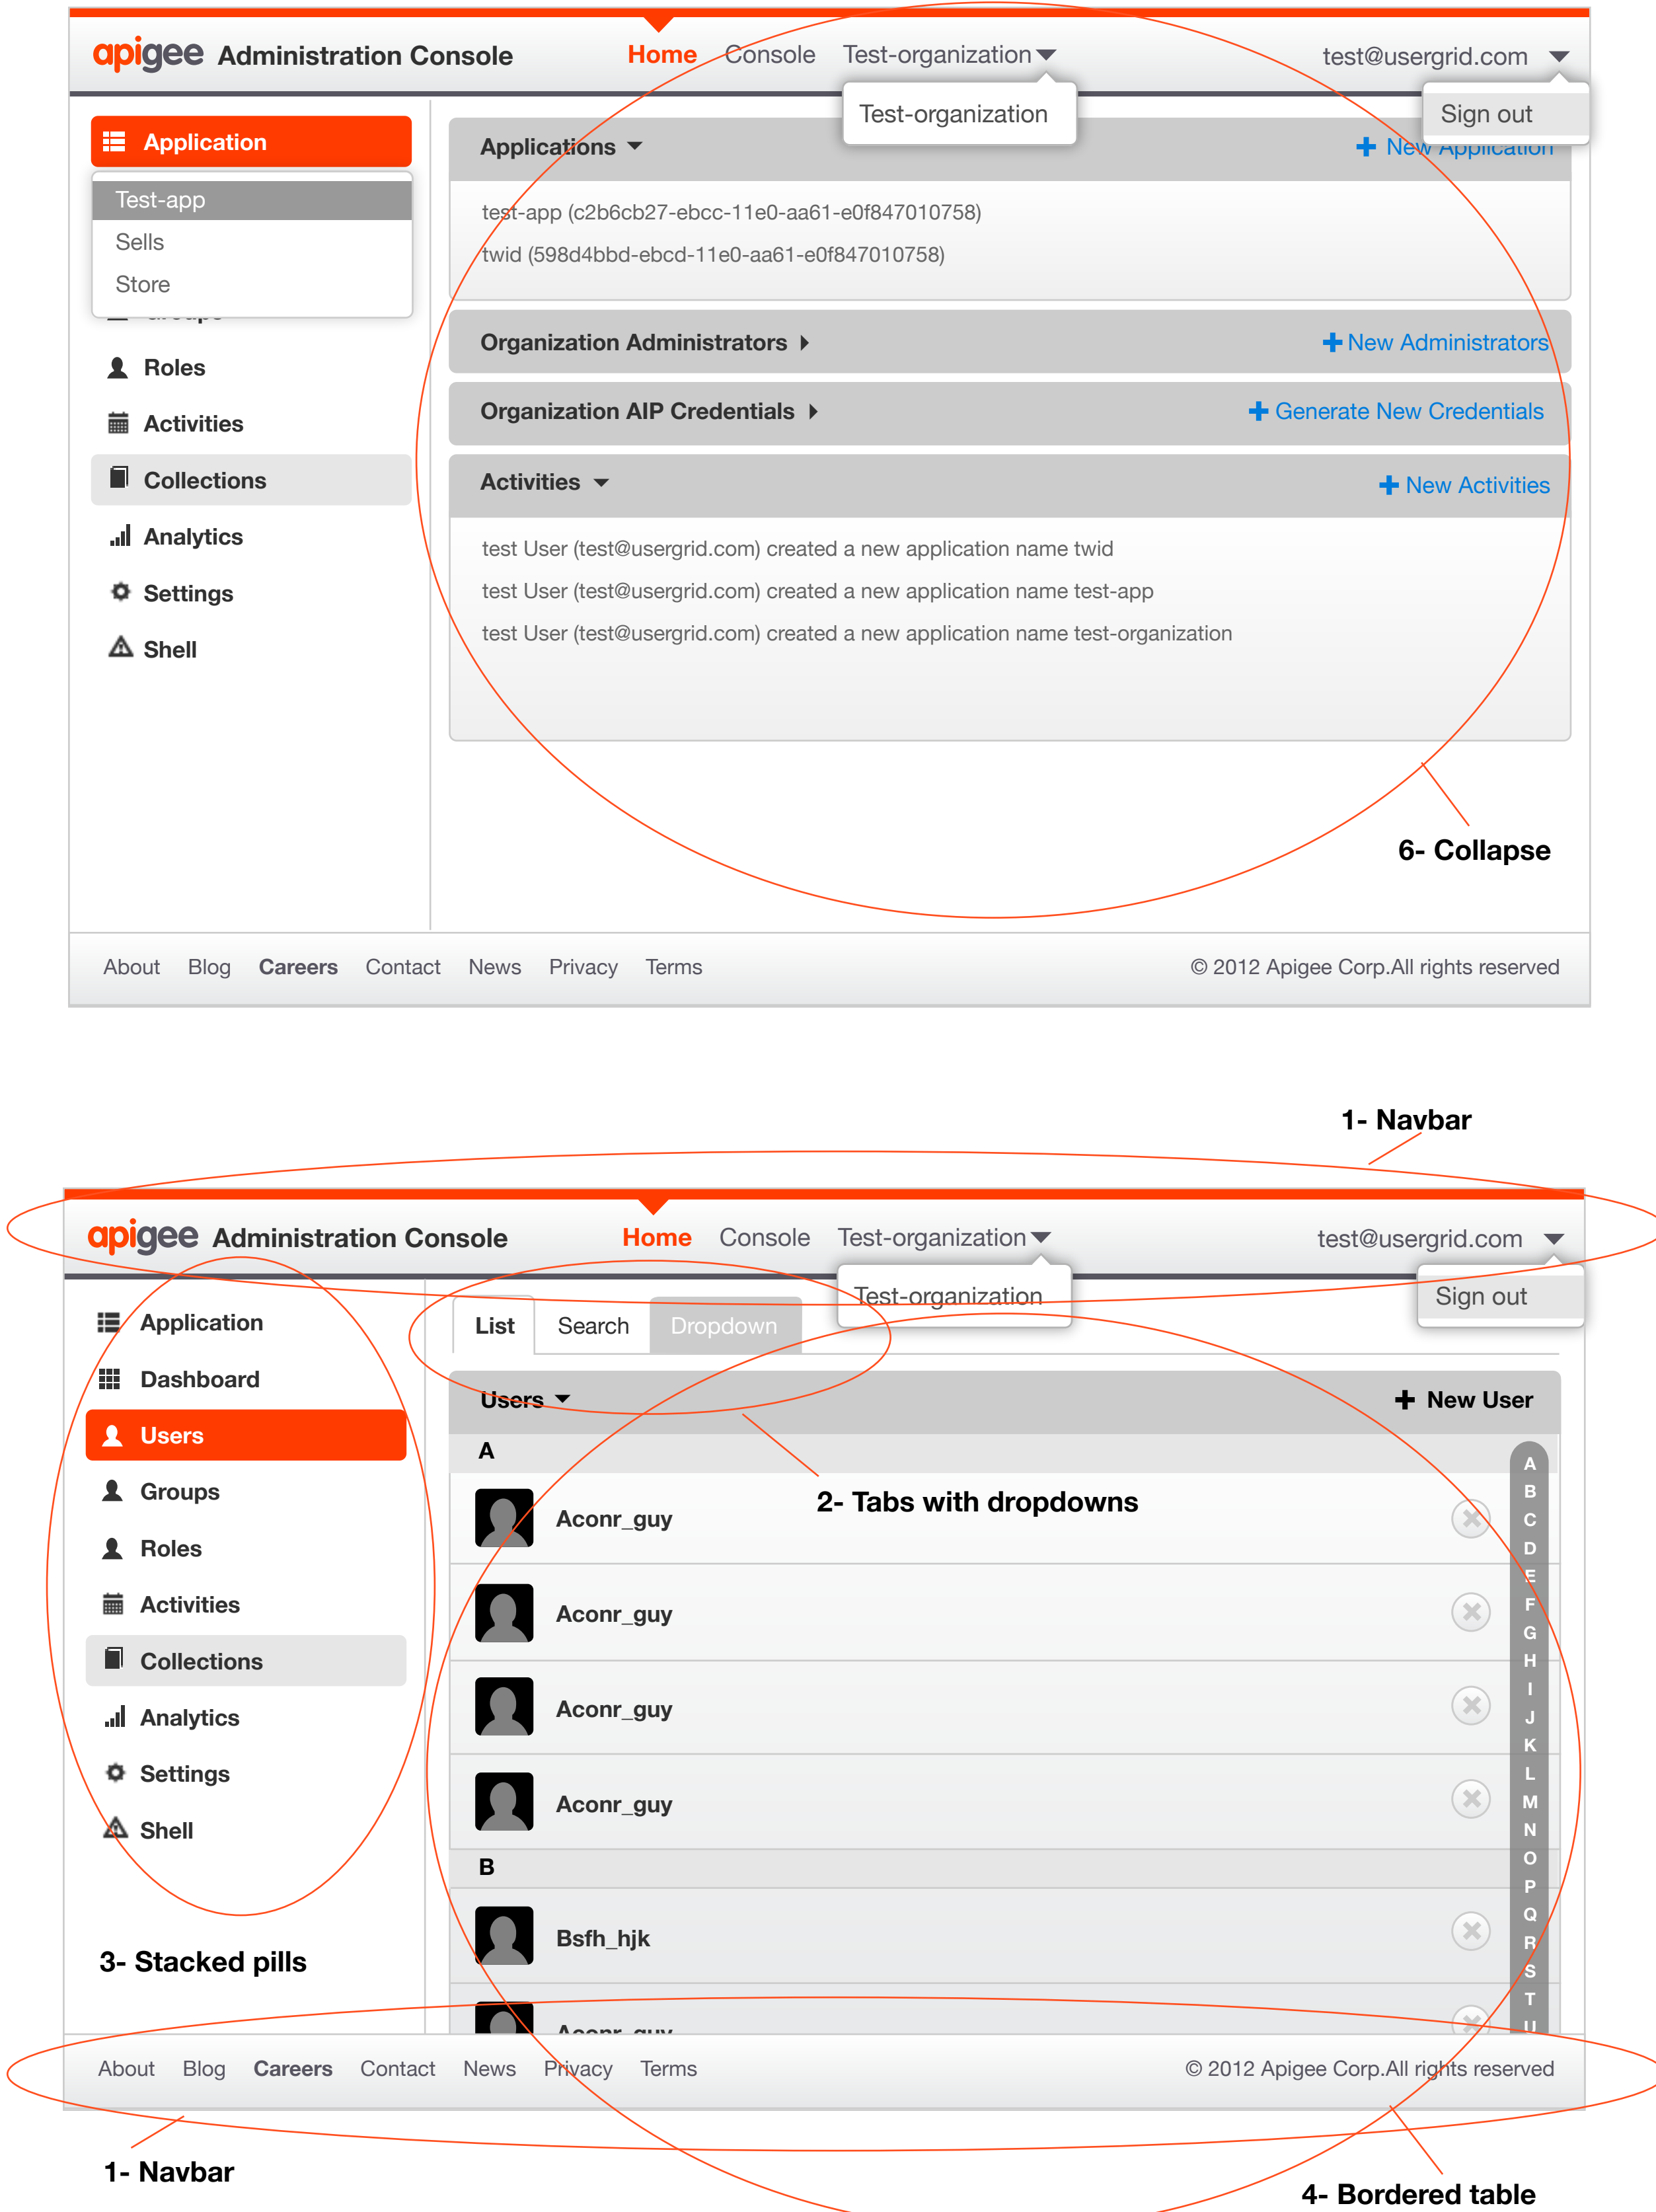 apigee Administration Console Home Console Test-organization test@usergrid.com
Test-organization
Sign out
Application
Test-app
Sells
Store
Groups
Roles
Activities
Collections
Analytics
Settings
Shell
Applications
New Application
test-app (c2b6cb27-ebcc-11e0-aa61-e0f847010758)
twid (598d4bbd-ebcd-11e0-aa61-e0f847010758)
Organization Administrators
New Administrators
Organization AIP Credentials
Generate New Credentials
Activities
New Activities
test User (test@usergrid.com) created a new application name twid
test User (test@usergrid.com) created a new application name test-app
test User (test@usergrid.com) created a new application name test-organization
6- Collapse
About Blog Careers Contact News Privacy Terms
© 2012 Apigee Corp.All rights reserved
1- Navbar
apigee Administration Console Home Console Test-organization test@usergrid.com
Test-organization
Sign out
Application
Dashboard
Users
Groups
Roles
Activities
Collections
Analytics
Settings
Shell
3- Stacked pills
List Search Dropdown
Users
New User
A
2- Tabs with dropdowns
Aconr_guy
Aconr_guy
Aconr_guy
Aconr_guy
B
Bsfh_hjk
Aconr_guy
A
B
C
D
E
F
G
H
I
J
K
L
M
N
O
P
Q
R
S
T
U
About Blog Careers Contact News Privacy Terms
© 2012 Apigee Corp.All rights reserved
1- Navbar
4- Bordered table